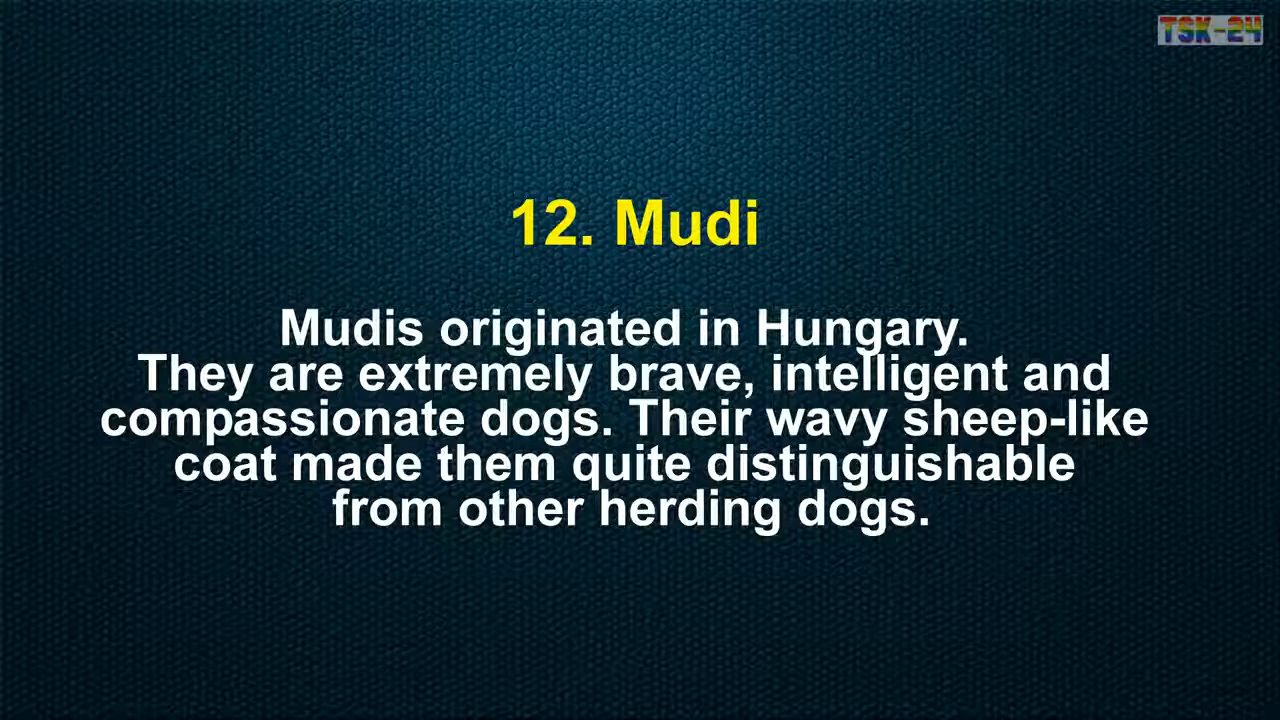 TSK-24
12. Mudi
Mudis originated in Hungary.
They are extremely brave, intelligent and
compassionate dogs. Their wavy sheep-like
coat made them quite distinguishable
from other herding dogs.